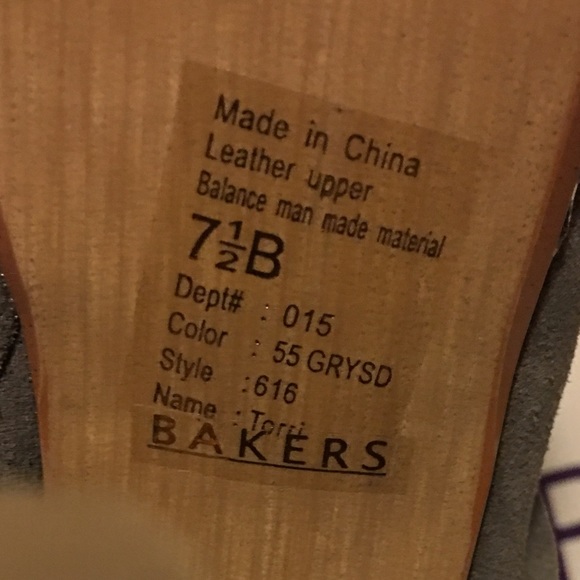 Made in China
Leather upper
Balance man made material
7½B
Dept# : 015
Color : 55 GRYSD
Style : 616
Name : Torri
BAKERS